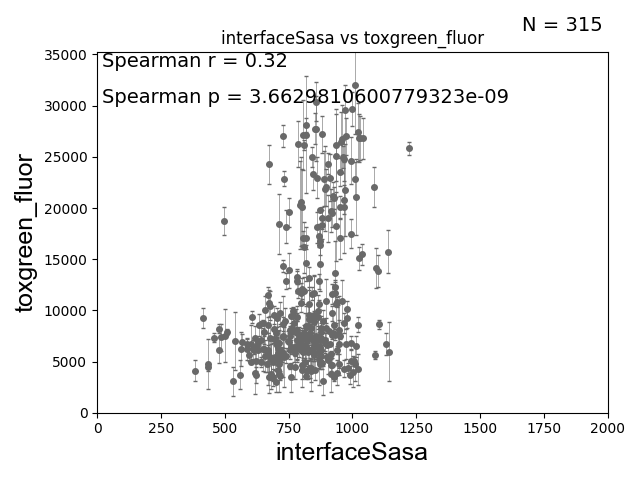 N = 315
interfaceSasa vs toxgreen_fluor
Spearman r = 0.32
Spearman p = 3.6629810600779323e-09
35000
30000
25000
20000
15000
10000
5000
0
toxgreen_fluor
0 250 500 750 1000 1250 1500 1750 2000
interfaceSasa